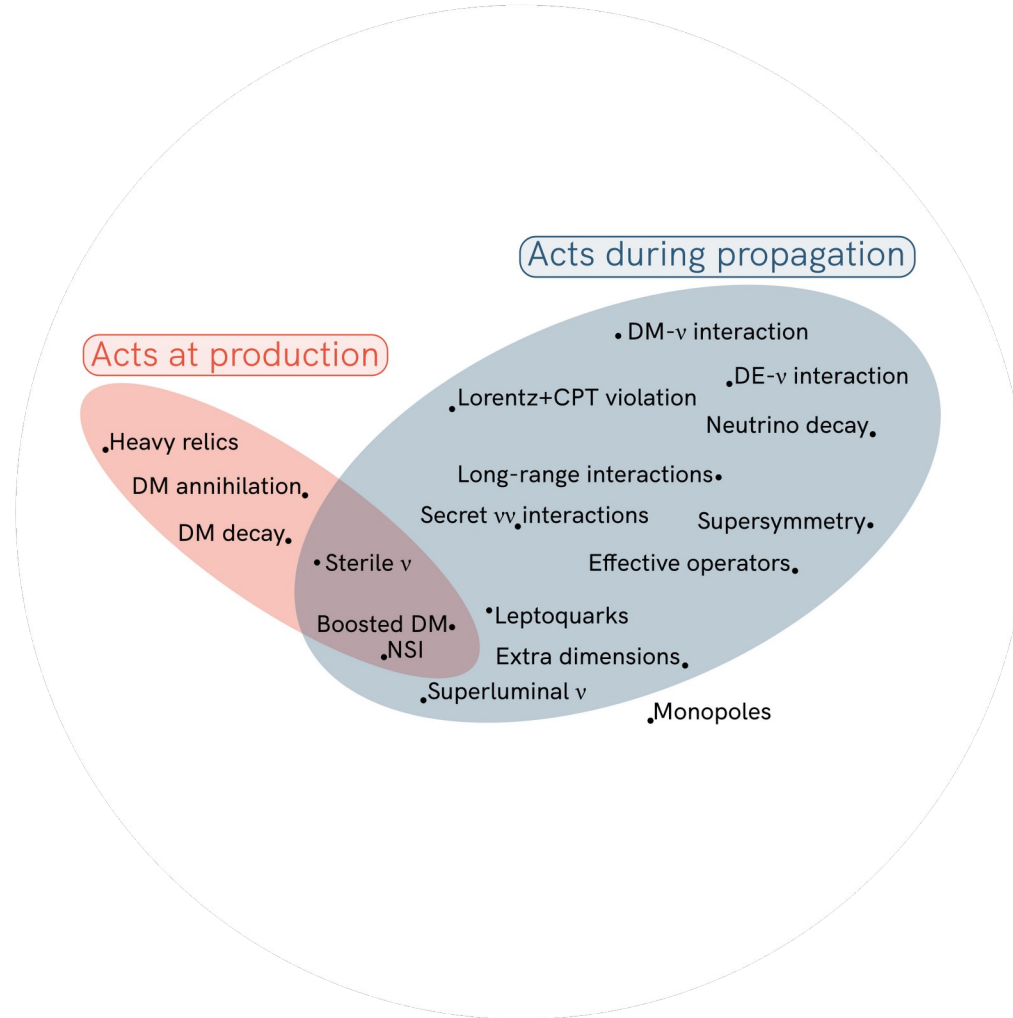 Acts during propagation
Acts at production
DM-ν interaction
DE-ν interaction
Lorentz+CPT violation
Neutrino decay
Heavy relics
Long-range interactions
DM annihilation
Secret νν interactions
Supersymmetry
DM decay
Sterile ν
Effective operators
Leptoquarks
Boosted DM
NSI
Extra dimensions
Superluminal ν
Monopoles